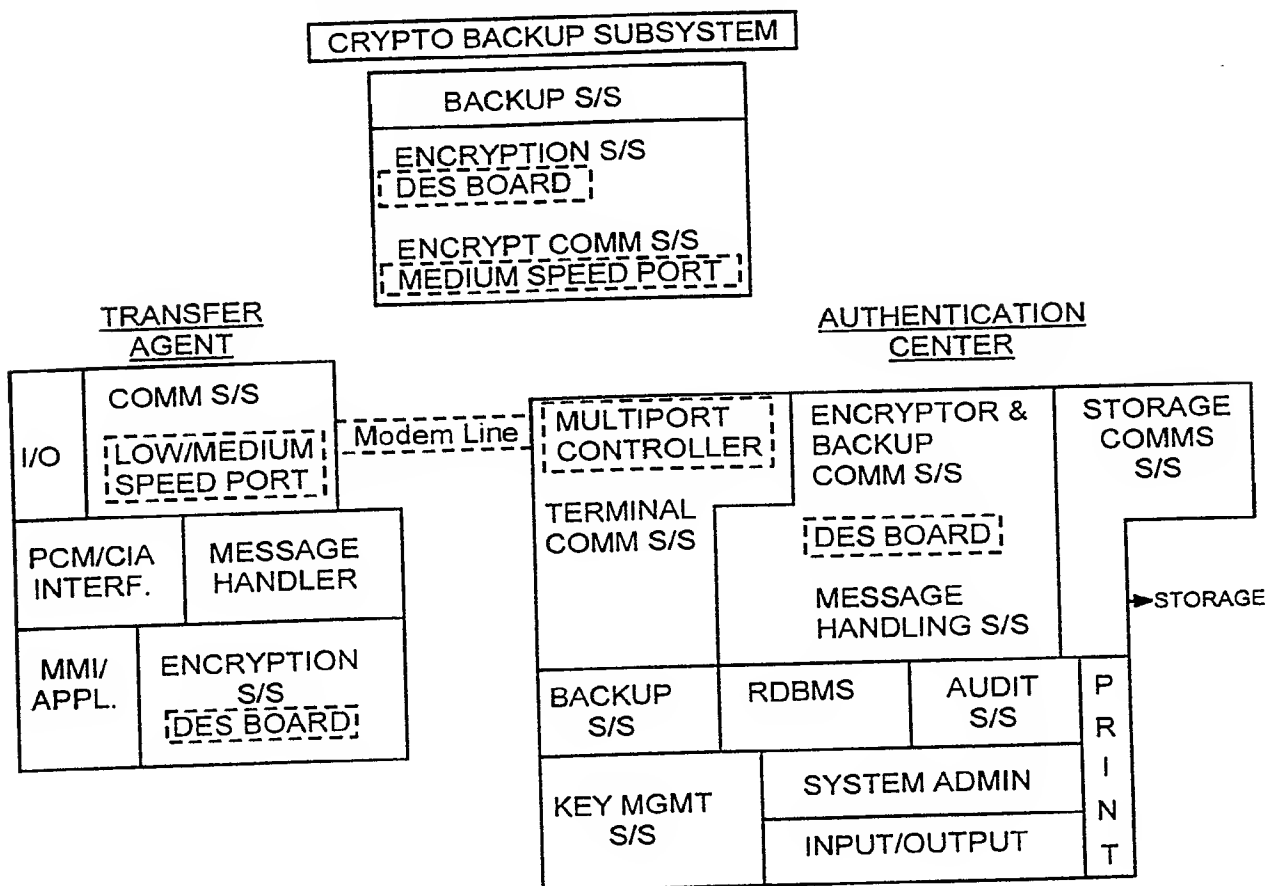 CRYPTO BACKUP SUBSYSTEM
BACKUP S/S
ENCRYPTION S/S
DES BOARD
ENCRYPT COMM S/S
MEDIUM SPEED PORT
TRANSFER
AGENT
I/O
COMM S/S
LOW/MEDIUM
SPEED PORT
PCM/CIA
INTERF.
MESSAGE
HANDLER
MMI/
APPL.
ENCRYPTION
S/S
DES BOARD
Modem Line
AUTHENTICATION
CENTER
MULTIPORT
CONTROLLER
TERMINAL
COMM S/S
ENCRYPTOR &
BACKUP
COMM S/S
DES BOARD
MESSAGE
HANDLING S/S
STORAGE
COMMS
S/S
STORAGE
BACKUP
S/S
RDBMS
AUDIT
S/S
PRINT
KEY MGMT
S/S
SYSTEM ADMIN
INPUT/OUTPUT